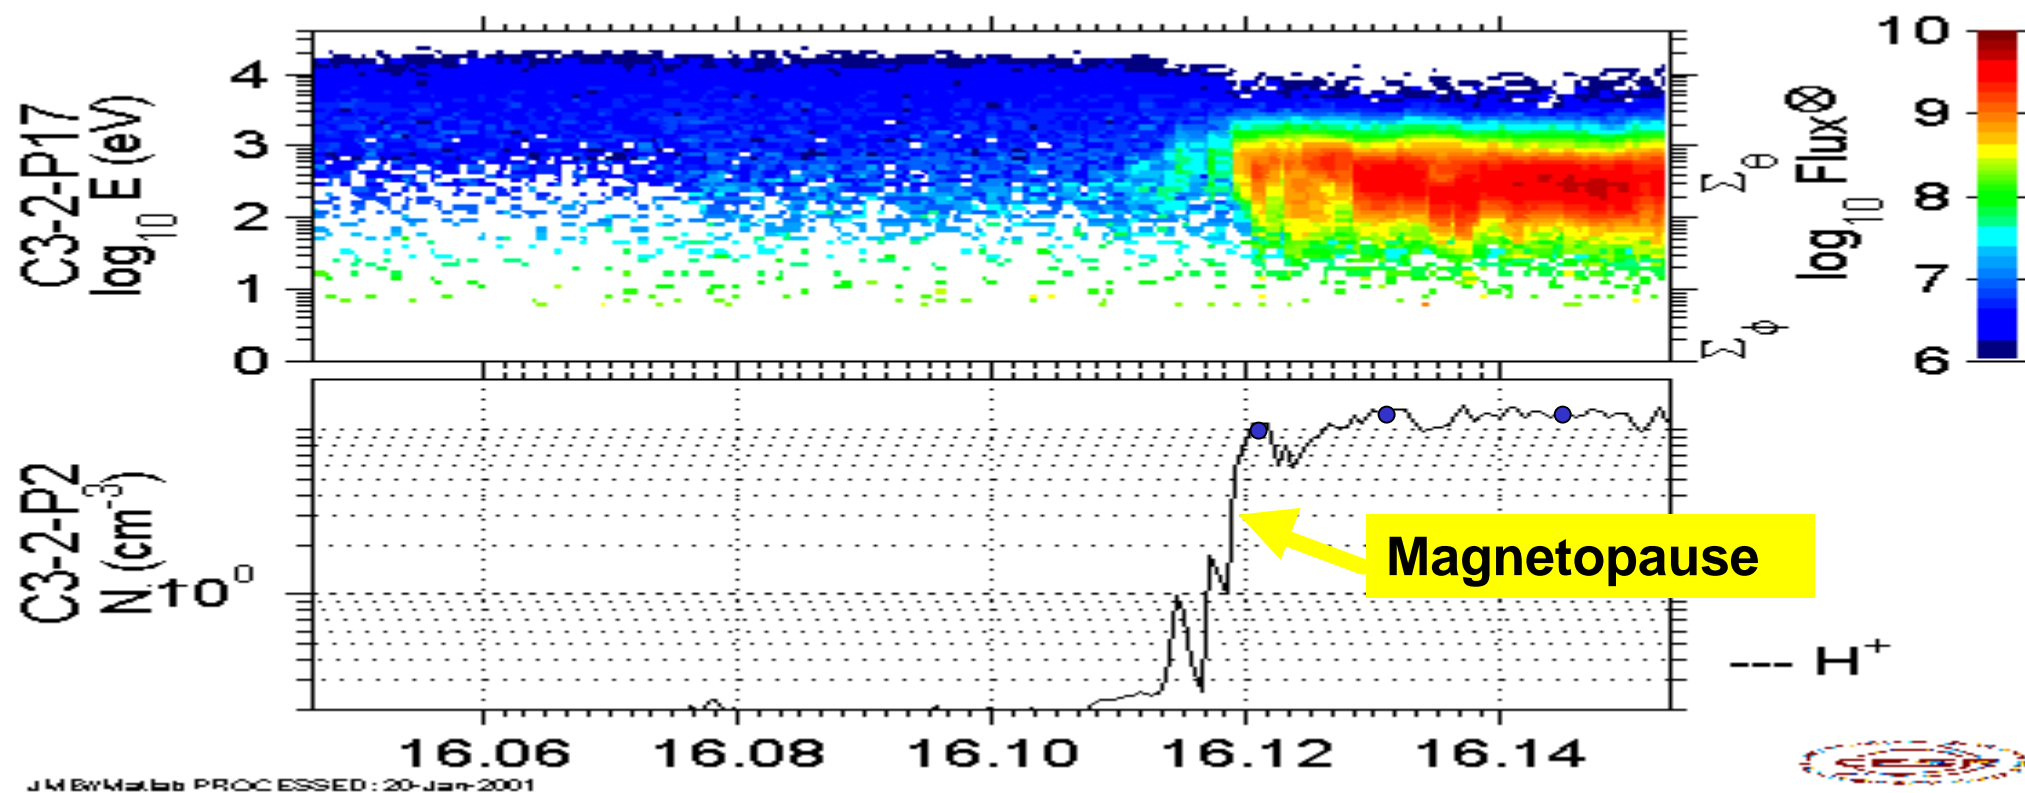 C3-2-P17
log10 E (eV)
4
3
2
1
0
Σθ
Σϕ
log10 Flux⊗
10
9
8
7
6
C3-2-P2
N (cm-3)
10^0
Magnetopause
--- H+
16.06 16.08 16.10 16.12 16.14
JMB/Matlab PROCESSED: 20-Jan-2001